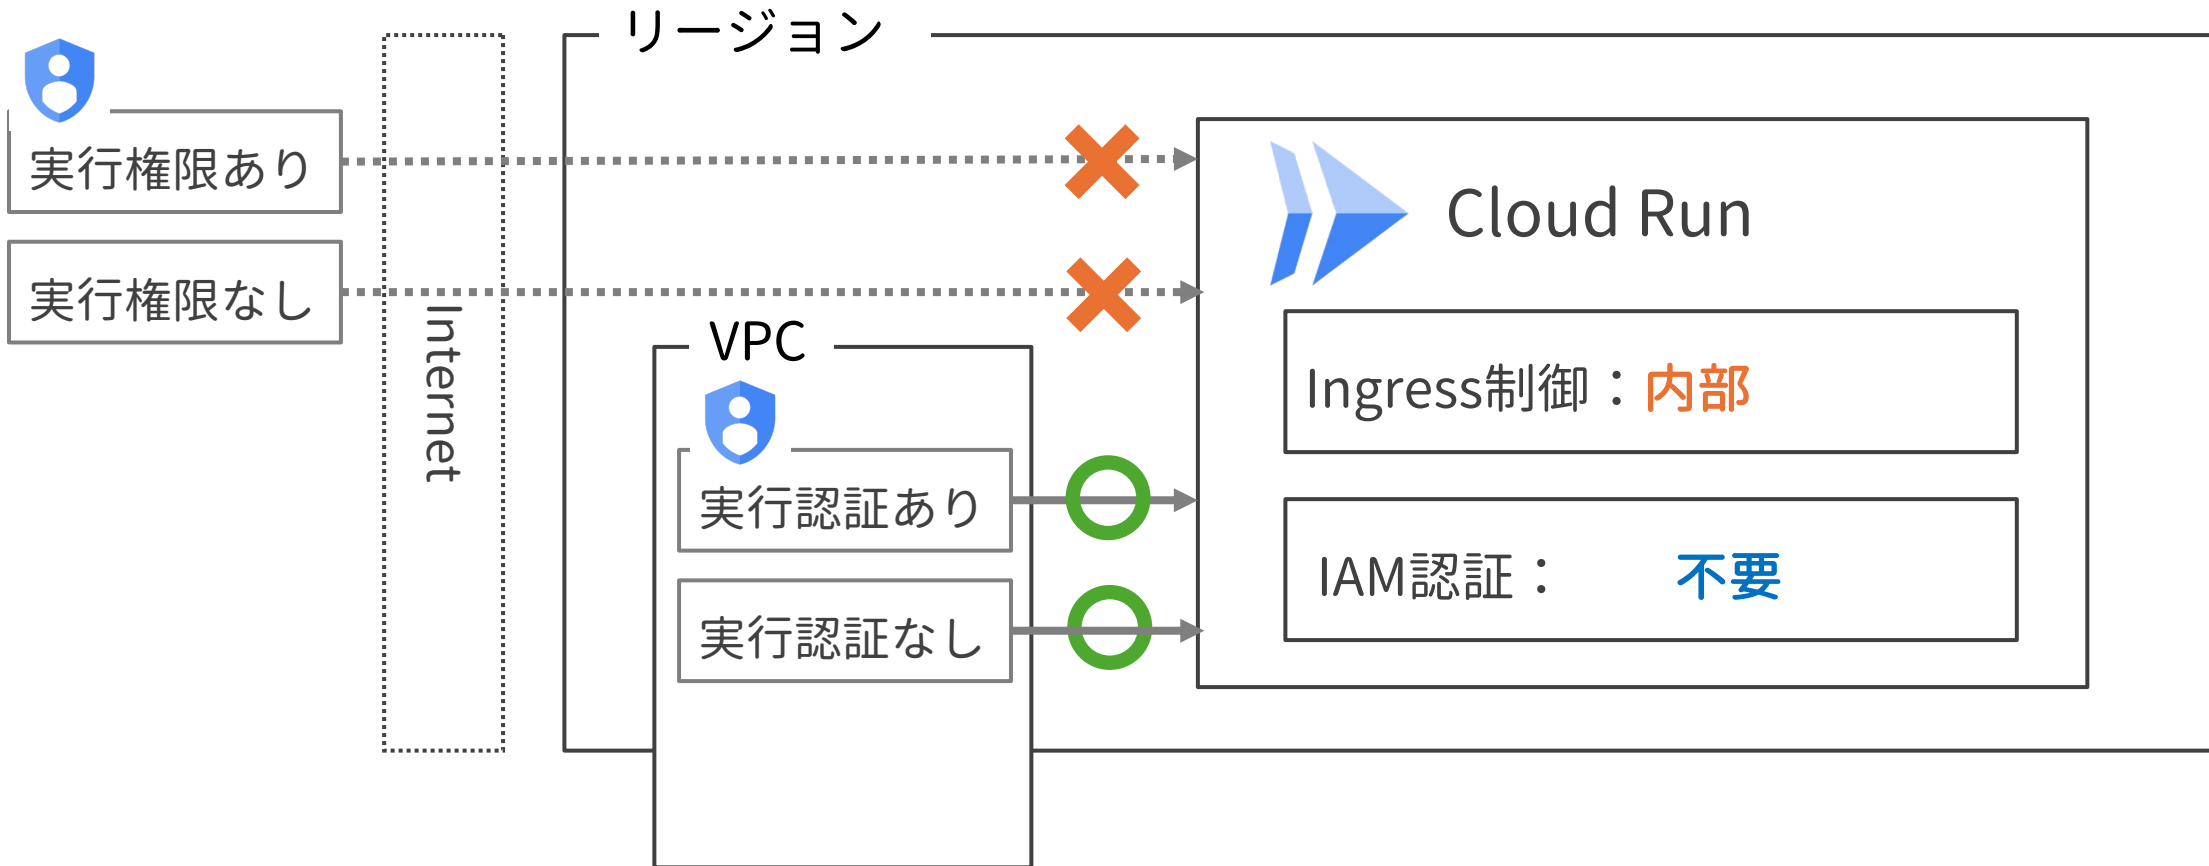 リージョン
実行権限あり
実行権限なし
Internet
VPC
実行認証あり
実行認証なし
Cloud Run
Ingress制御：内部
IAM認証： 不要